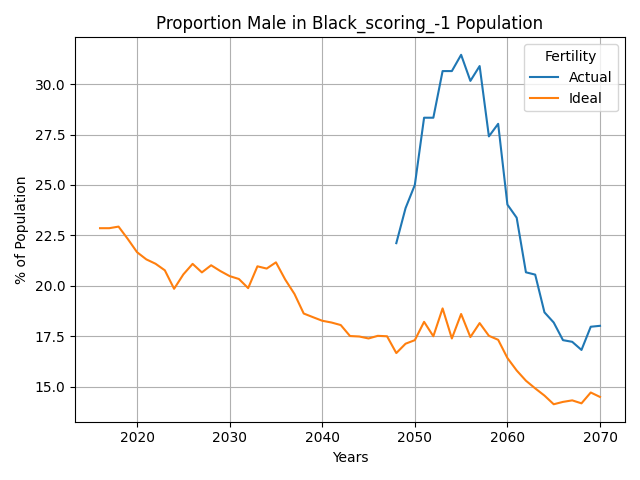 Proportion Male in Black_scoring_-1 Population
Fertility
Actual
Ideal
% of Population
30.0
27.5
25.0
22.5
20.0
17.5
15.0
2020
2030
2040
2050
2060
2070
Years